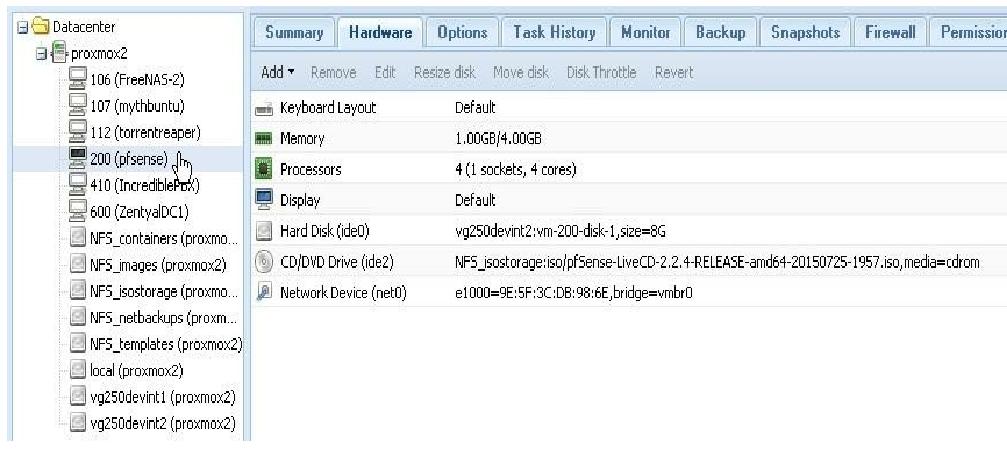 Datacenter
proxmox2
106 (FreeNAS-2)
107 (mythbuntu)
112 (torrentreaper)
200 (pfsense)
410 (IncrediblePBX)
600 (ZentyalDC1)
NFS_containers (proxmo...
NFS_images (proxmox2)
NFS_isostorage (proxmo...
NFS_netbackups (proxm...
NFS_templates (proxmox2)
local (proxmox2)
vg250devint1 (proxmox2)
vg250devint2 (proxmox2)
Summary Hardware Options Task History Monitor Backup Snapshots Firewall Permission
Add Remove Edit Resize disk Move disk Disk Throttle Revert
Keyboard Layout Default
Memory 1.00GB/4.00GB
Processors 4 (1 sockets, 4 cores)
Display Default
Hard Disk (ide0) vg250devint2:vm-200-disk-1,size=8G
CD/DVD Drive (ide2) NFS_isostorage:iso/pfSense-LiveCD-2.2.4-RELEASE-amd64-20150725-1957.iso,media=cdrom
Network Device (net0) e1000=9E:5F:3C:DB:98:6E,bridge=vmbr0